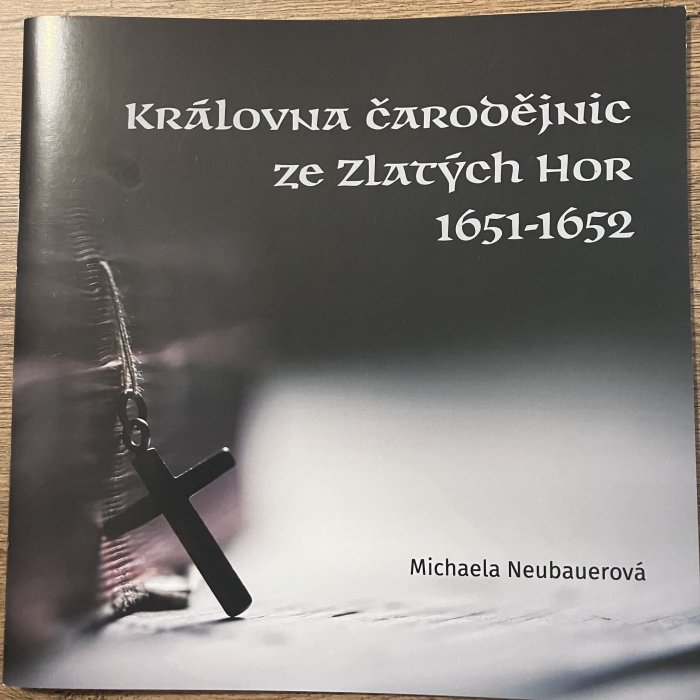 Královna čarodějnic
ze Zlatých Hor
1651-1652
Michaela Neubauerová